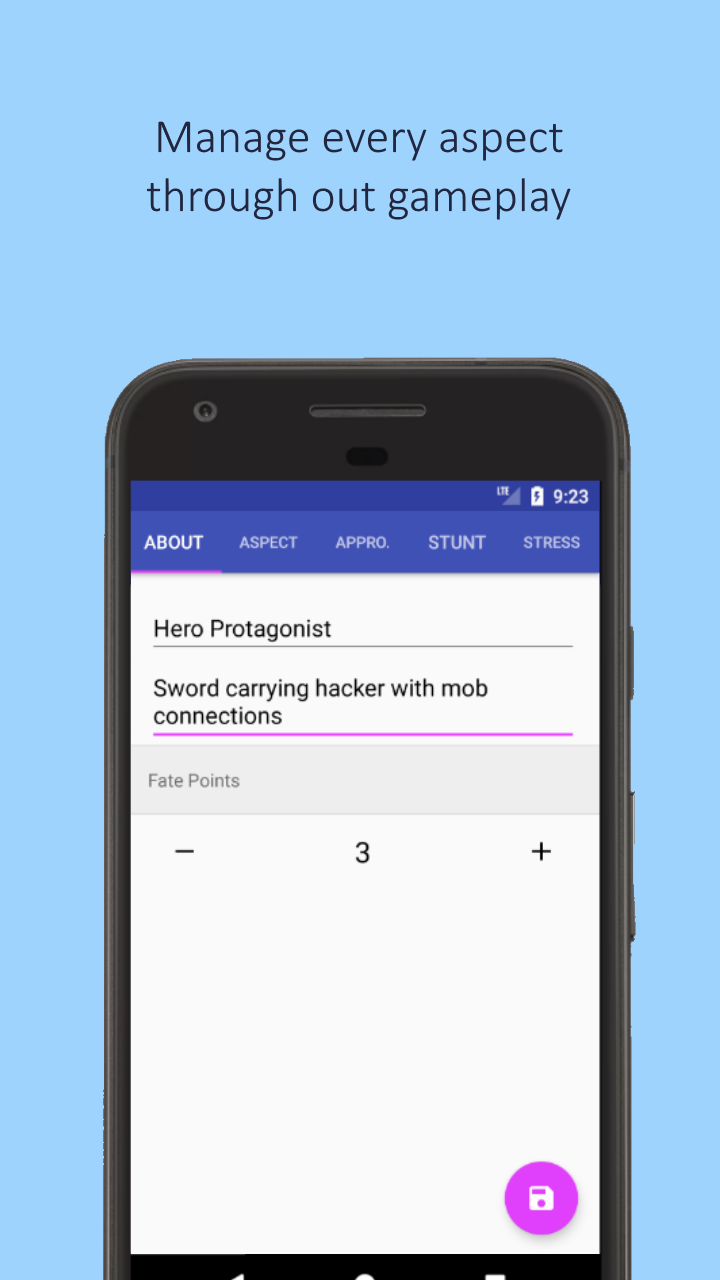 Manage every aspect
through out gameplay
LTE 9:23
ABOUT ASPECT APPRO. STUNT STRESS
Hero Protagonist
Sword carrying hacker with mob
connections
Fate Points
− 3 +